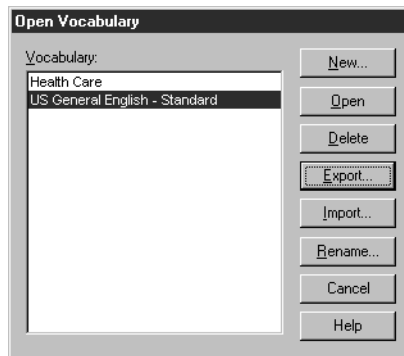 Open Vocabulary
Vocabulary:
Health Care
US General English - Standard
New...
Open
Delete
Export...
Import...
Rename...
Cancel
Help